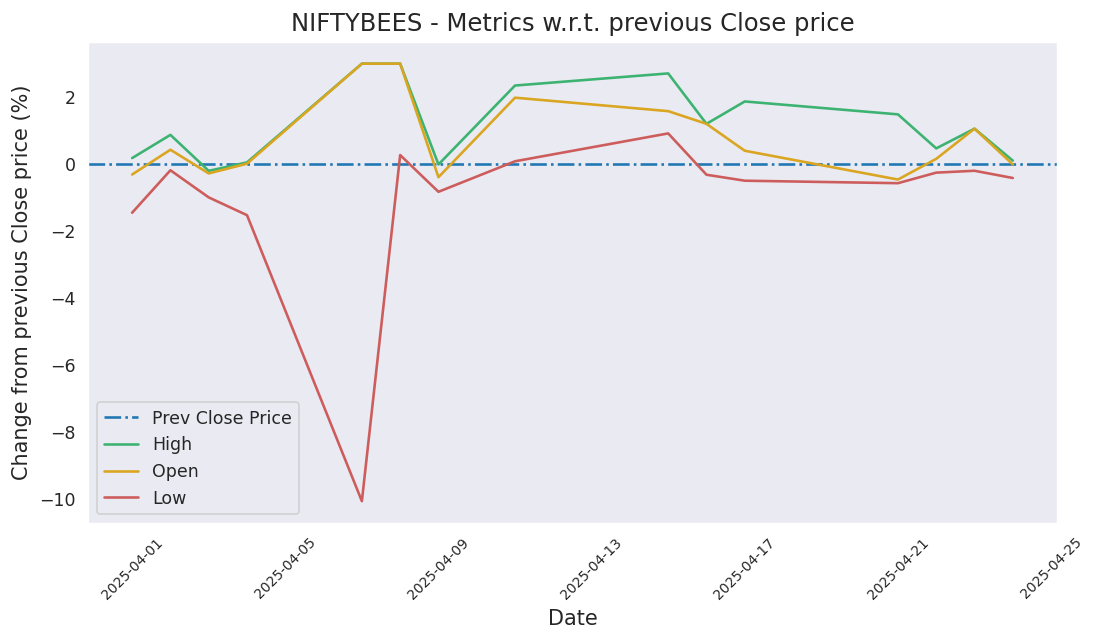 NIFTYBEES - Metrics w.r.t. previous Close price
Change from previous Close price (%)
2
0
−2
−4
−6
−8
−10
Prev Close Price
High
Open
Low
2025-04-01
2025-04-05
2025-04-09
2025-04-13
2025-04-17
2025-04-21
2025-04-25
Date